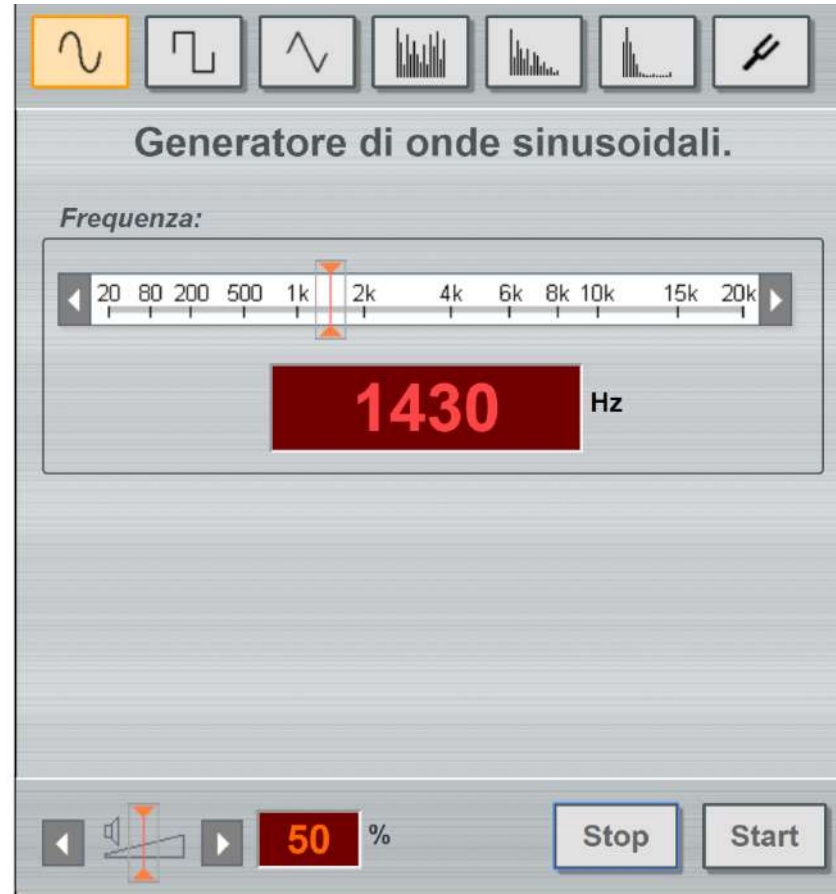 Generatore di onde sinusoidali.
Frequenza:
20 80 200 500 1k 2k 4k 6k 8k 10k 15k 20k
1430 Hz
50 % Stop Start